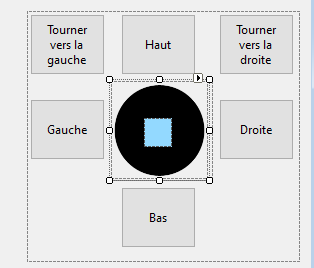 Tourner
vers la
gauche
Haut
Tourner
vers la
droite
Gauche
Droite
Bas